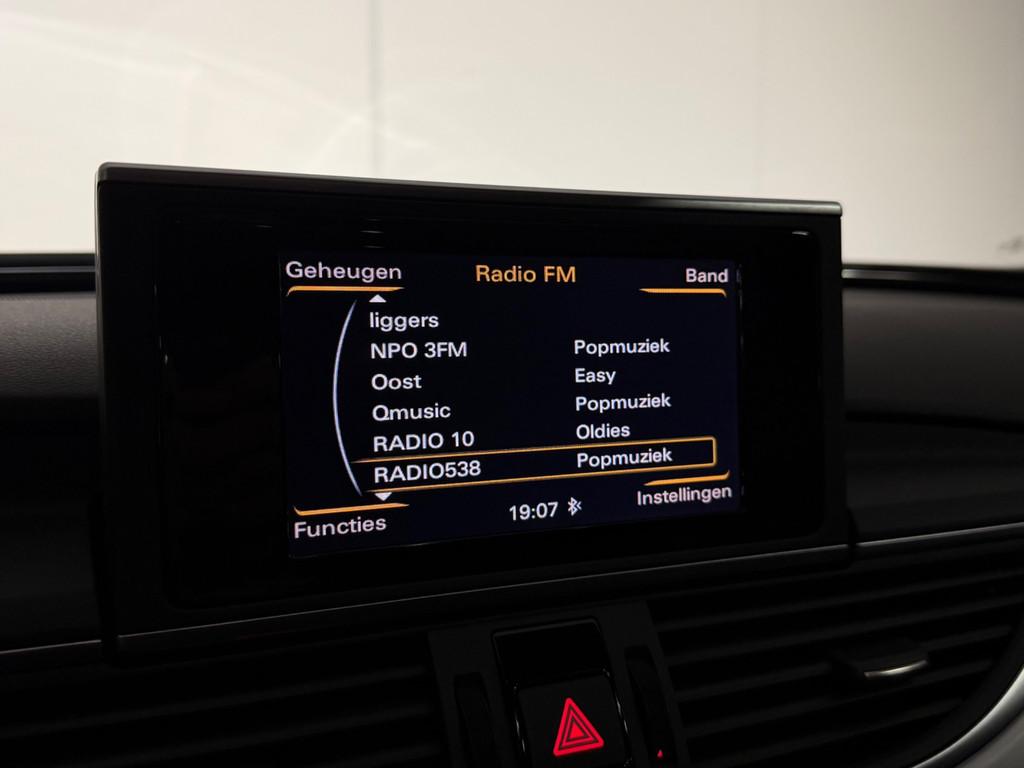 Geheugen Radio FM Band
liggers
NPO 3FM Popmuziek
Oost Easy
Qmusic Popmuziek
RADIO 10 Oldies
RADIO538 Popmuziek
Functies 19:07 Instellingen